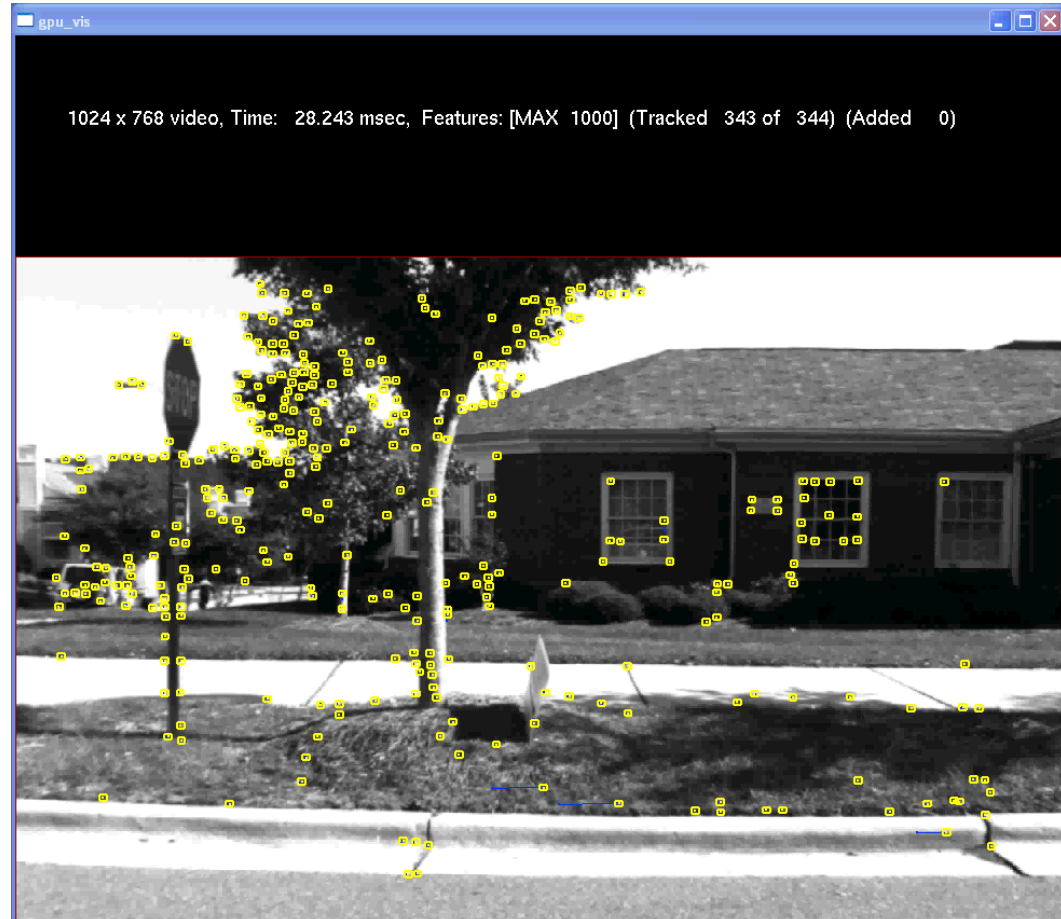 gpu_vis
1024 x 768 video, Time: 28.243 msec, Features: [MAX 1000] (Tracked 343 of 344) (Added 0)
STOP